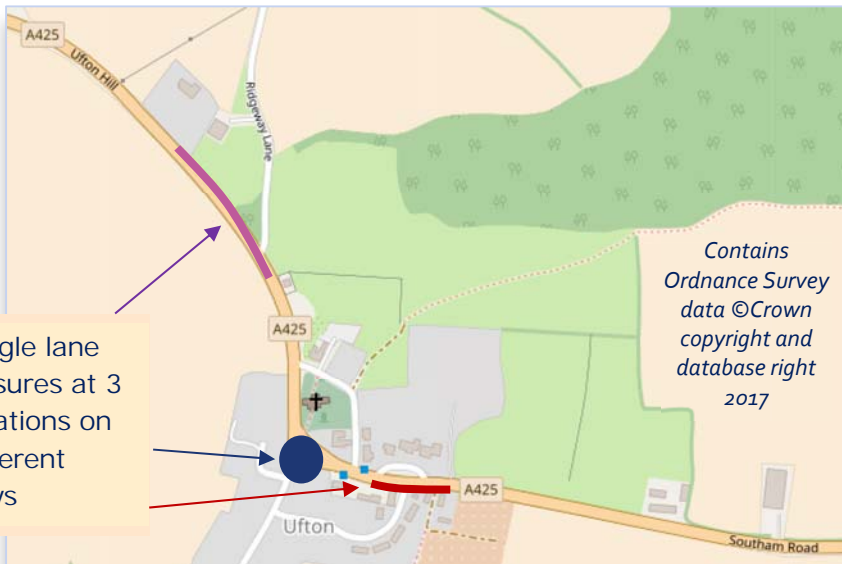 A425
Ufton Hill
Ridgeway Lane
Contains
Ordnance Survey
data ©Crown
copyright and
database right
2017
A425
gle lane
sures at 3
ations on
erent
ws
A425
Ufton
Southam Road